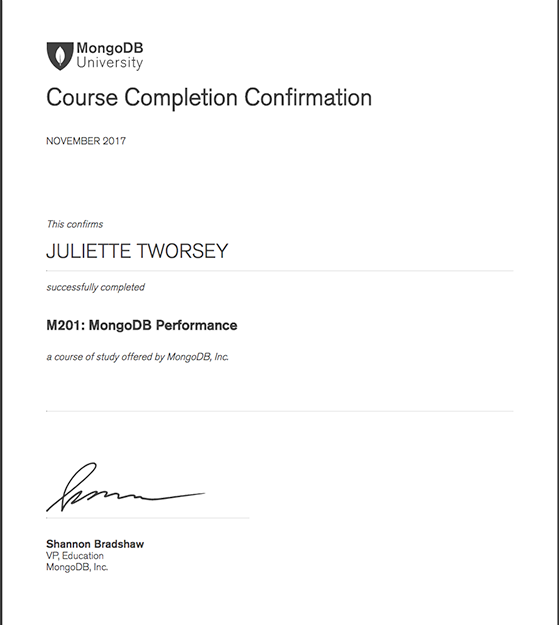 MongoDB
University
Course Completion Confirmation
NOVEMBER 2017
This confirms
JULIETTE TWORSEY
successfully completed
M201: MongoDB Performance
a course of study offered by MongoDB, Inc.
Shannon Bradshaw
VP, Education
MongoDB, Inc.